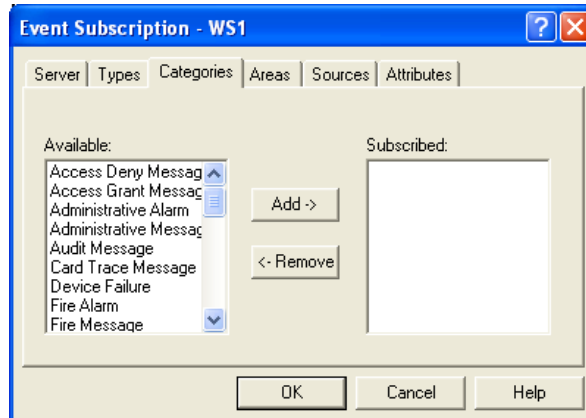 Event Subscription - WS1
Server Types Categories Areas Sources Attributes
Available:
Subscribed:
Access Deny Messag
Access Grant Messag
Administrative Alarm
Administrative Messag
Audit Message
Card Trace Message
Device Failure
Fire Alarm
Fire Message
Add ->
<- Remove
OK
Cancel
Help